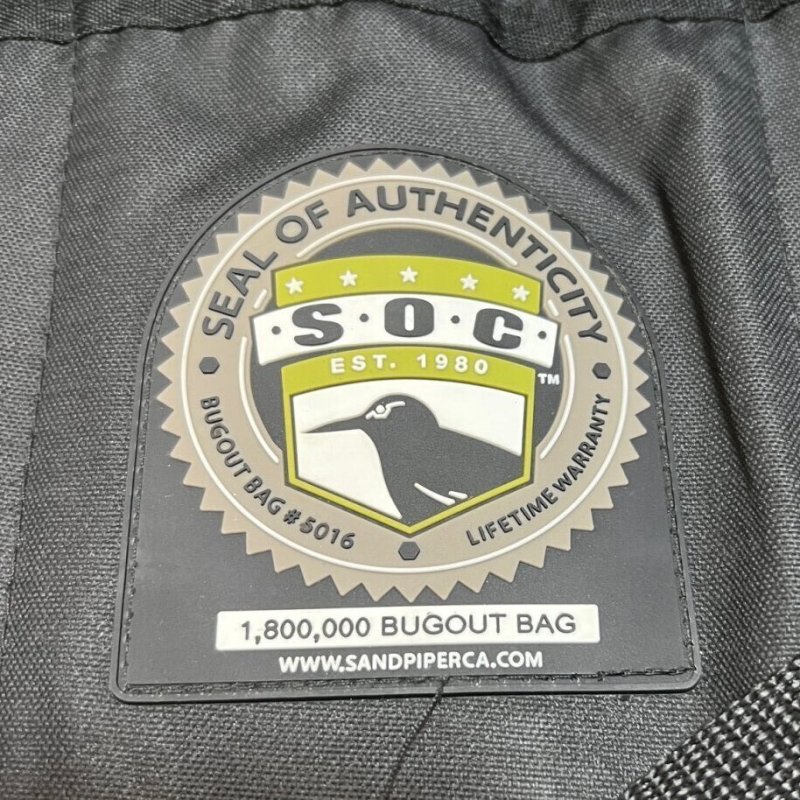 SEAL OF AUTHENTICITY
·S·O·C·
EST. 1980
TM
BUGOUT BAG #5016
LIFETIME WARRANTY
1,800,000 BUGOUT BAG
WWW.SANDPIPERCA.COM